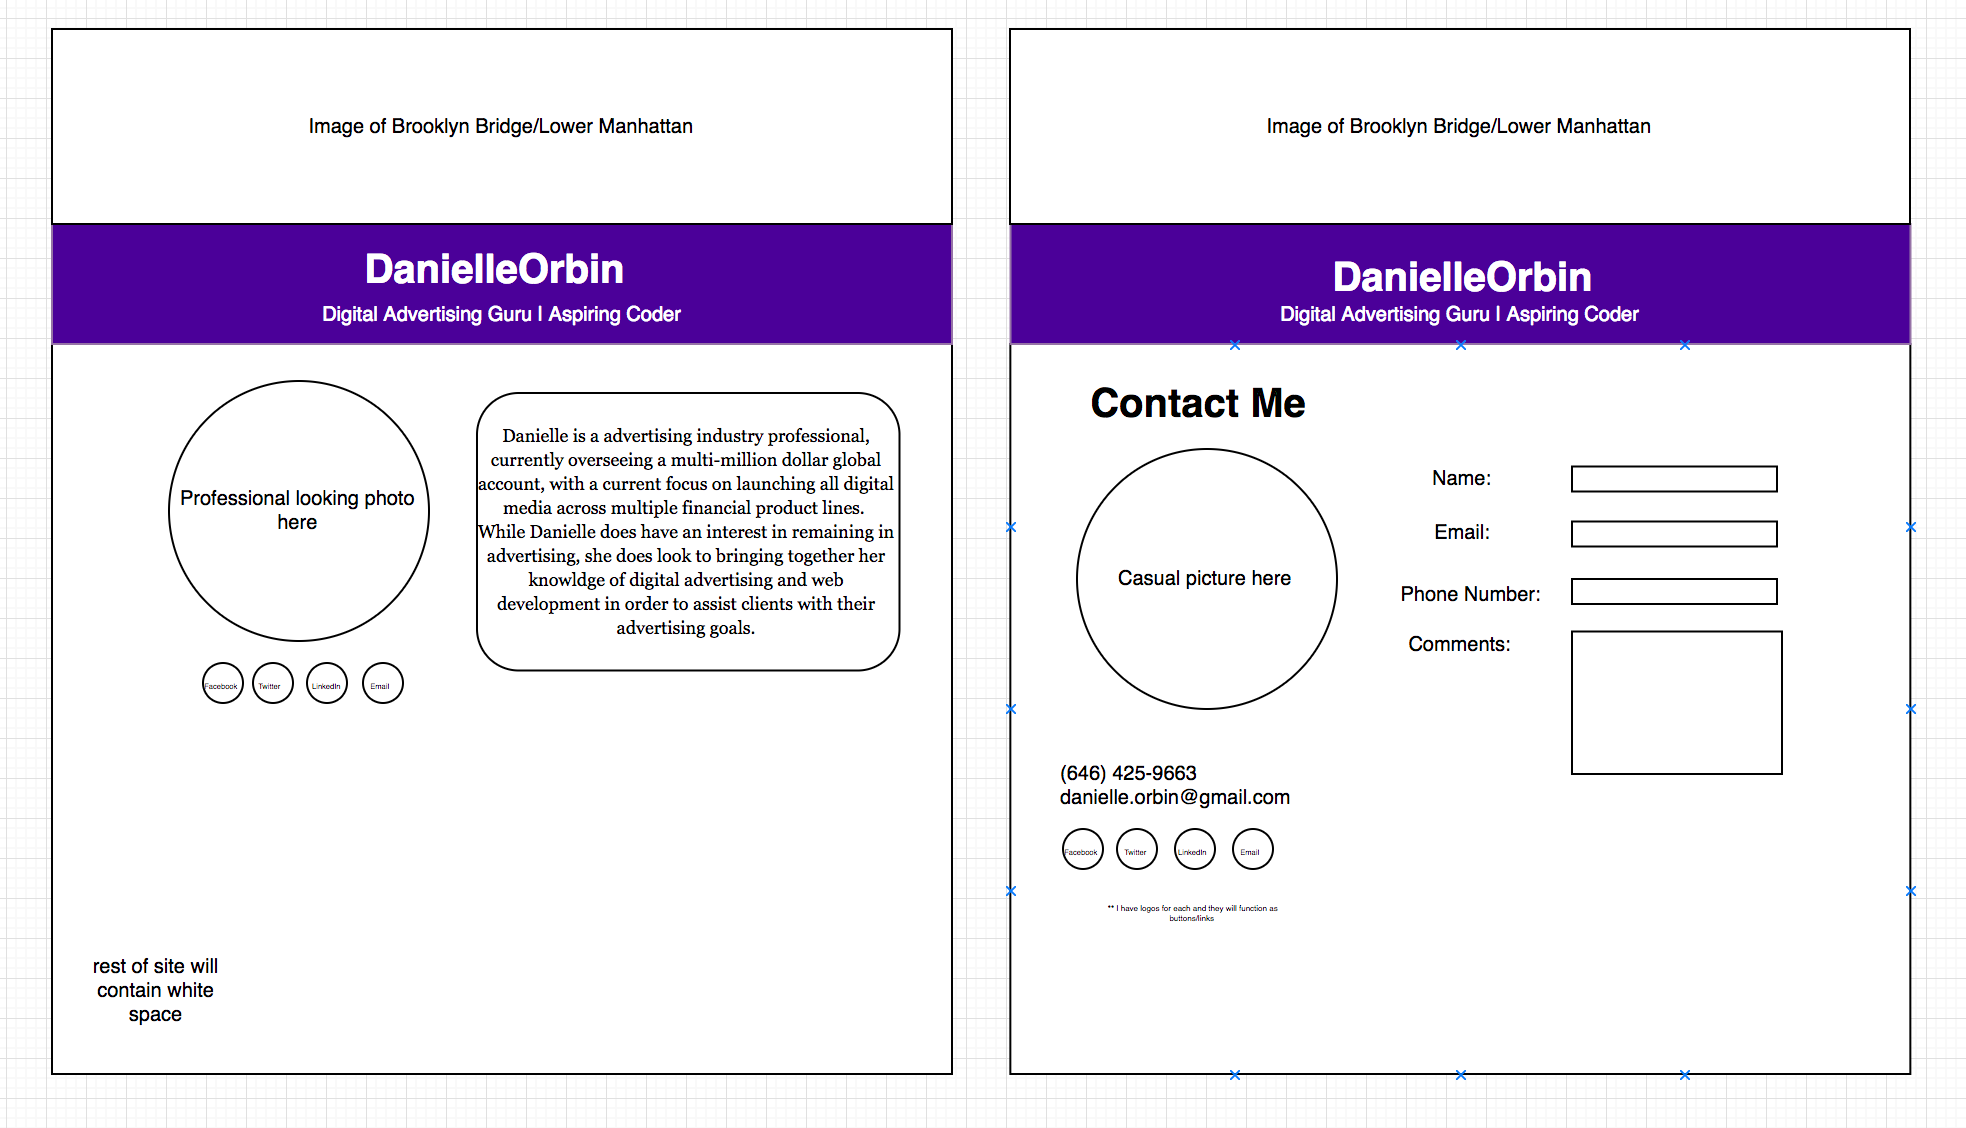 Image of Brooklyn Bridge/Lower Manhattan
DanielleOrbin
Digital Advertising Guru | Aspiring Coder
Professional looking photo
here
Danielle is a advertising industry professional,
currently overseeing a multi-million dollar global
account, with a current focus on launching all digital
media across multiple financial product lines.
While Danielle does have an interest in remaining in
advertising, she does look to bringing together her
knowldge of digital advertising and web
development in order to assist clients with their
advertising goals.
Facebook
Twitter
LinkedIn
Email
rest of site will
contain white
space
Image of Brooklyn Bridge/Lower Manhattan
DanielleOrbin
Digital Advertising Guru | Aspiring Coder
Contact Me
Casual picture here
Name:
Email:
Phone Number:
Comments:
(646) 425-9663
danielle.orbin@gmail.com
Facebook
Twitter
LinkedIn
Email
** I have logos for each and they will function as
buttons/links